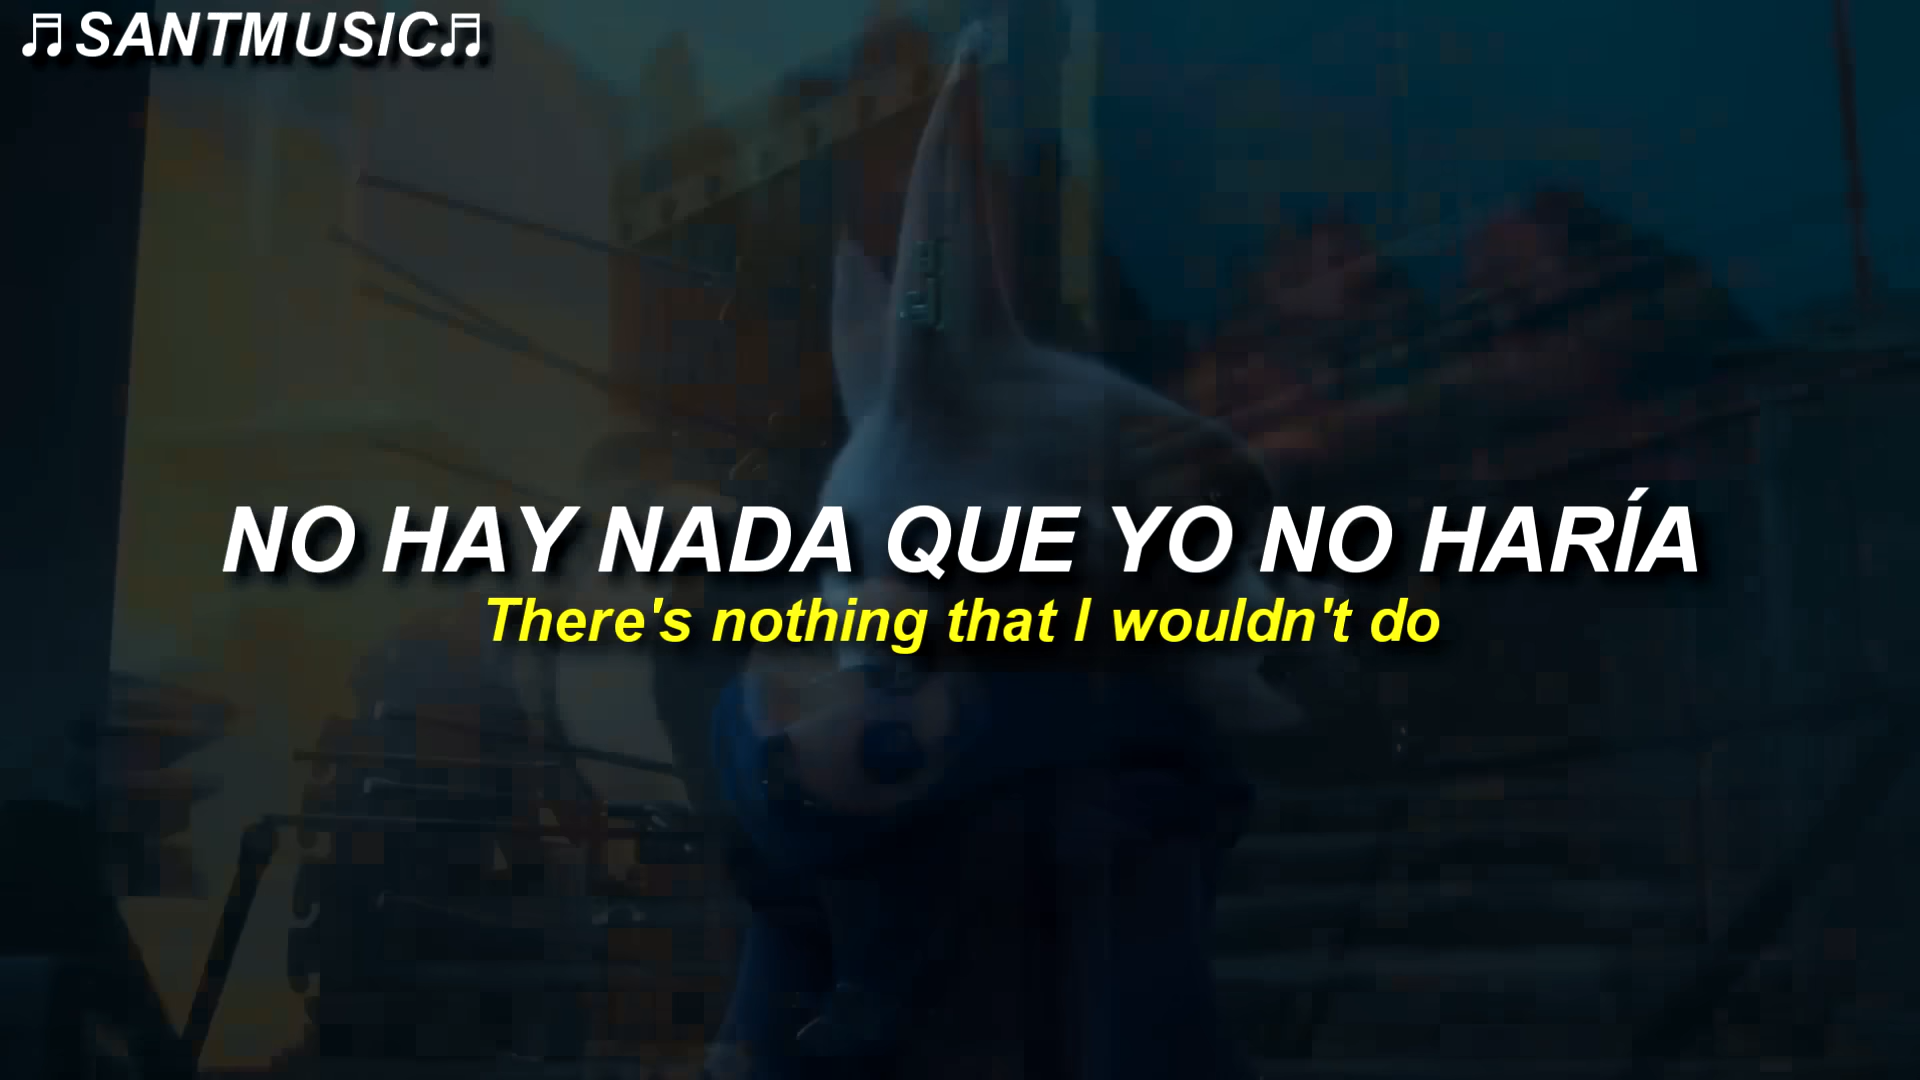 ♬SANTMUSIC♬
NO HAY NADA QUE YO NO HARÍA
There's nothing that I wouldn't do